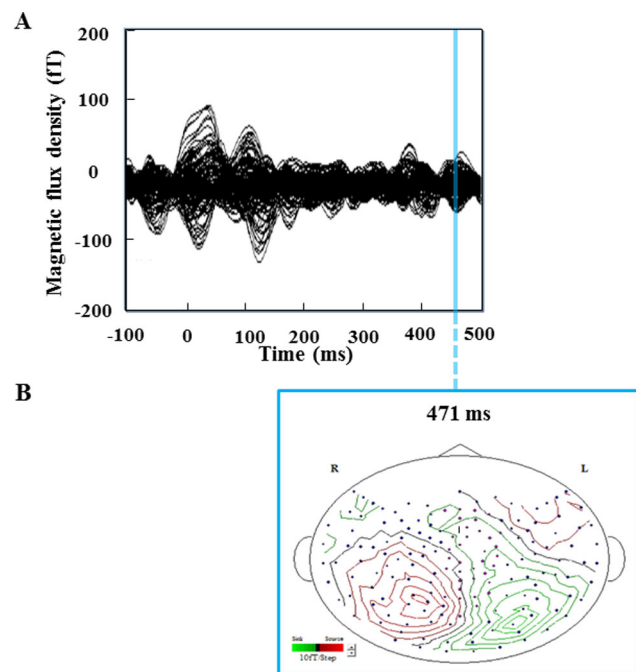 A
Magnetic flux density (fT)
200
100
0
-100
-200
-100 0 100 200 300 400 500
Time (ms)
B
471 ms
R L
Sink Source
10fT/Step